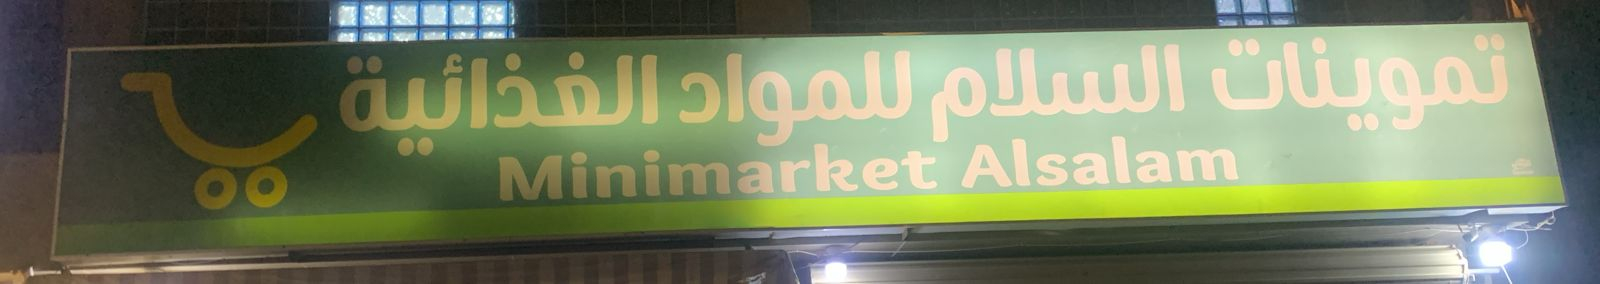 تموينات السلام للمواد الغذائية
Minimarket Alsalam